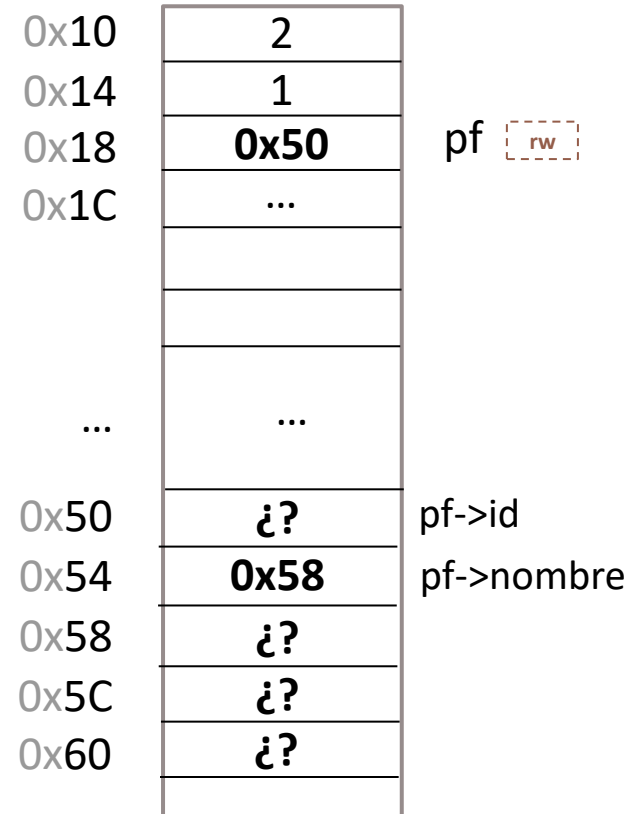 0x10 2
0x14 1
0x18 0x50 pf rw
0x1C ...
... ...
0x50 ¿? pf->id
0x54 0x58 pf->nombre
0x58 ¿?
0x5C ¿?
0x60 ¿?